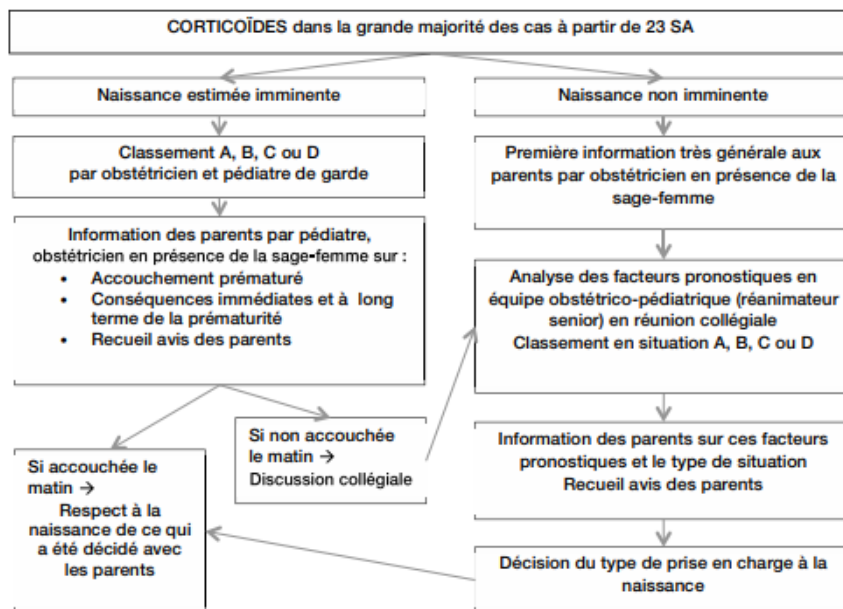 CORTICOÏDES dans la grande majorité des cas à partir de 23 SA
Naissance estimée imminente
Naissance non imminente
Classement A, B, C ou D
par obstétricien et pédiatre de garde
Première information très générale aux
parents par obstétricien en présence de la
sage-femme
Information des parents par pédiatre,
obstétricien en présence de la sage-femme sur :
• Accouchement prématuré
• Conséquences immédiates et à long
terme de la prématurité
• Recueil avis des parents
Analyse des facteurs pronostiques en
équipe obstétrico-pédiatrique (réanimateur
senior) en réunion collégiale
Classement en situation A, B, C ou D
Si non accouchée
le matin →
Discussion collégiale
Information des parents sur ces facteurs
pronostiques et le type de situation
Recueil avis des parents
Si accouchée le
matin →
Respect à la
naissance de ce qui
a été décidé avec
les parents
Décision du type de prise en charge à la
naissance